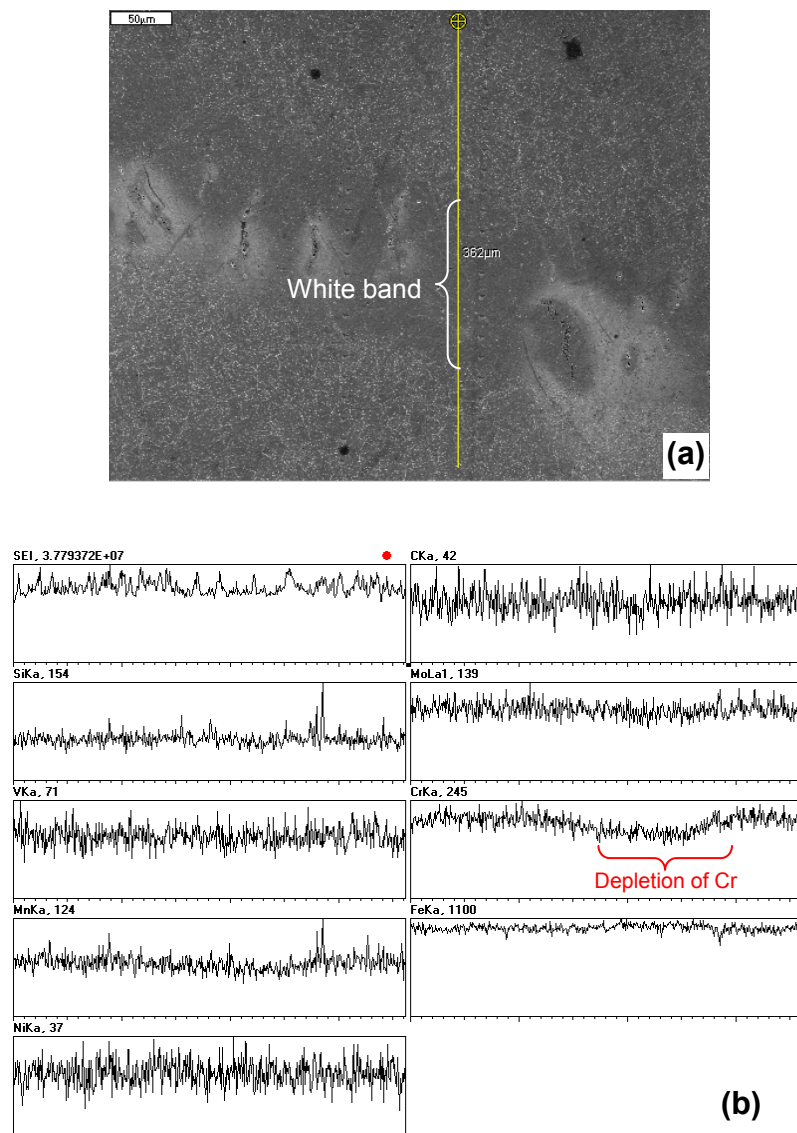 50µm
362µm
White band
(a)
SEI, 3.779372E+07
CKa, 42
SiKa, 154
MoLa1, 139
VKa, 71
CrKa, 245
Depletion of Cr
MnKa, 124
FeKa, 1100
NiKa, 37
(b)